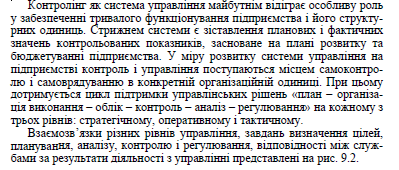 Контролінг як система управління майбутнім відіграє особливу роль
у забезпеченні тривалого функціонування підприємства і його структу-
рних одиниць. Стрижнем системи є зіставлення планових і фактичних
значень контрольованих показників, засноване на плані розвитку та
бюджетуванні підприємства. У міру розвитку системи управління на
підприємстві контроль і управління поступаються місцем самоконтро-
лю і самоврядуванню в конкретній організаційній одиниці. При цьому
дотримується цикл підтримки управлінських рішень «план – організа-
ція виконання – облік – контроль – аналіз – регулювання» на кожному з
трьох рівнів: стратегічному, оперативному і тактичному.
Взаємозв’язки різних рівнів управління, завдань визначення цілей,
планування, аналізу, контролю і регулювання, відповідності між служ-
бами за результати діяльності з управлінні представлені на рис. 9.2.